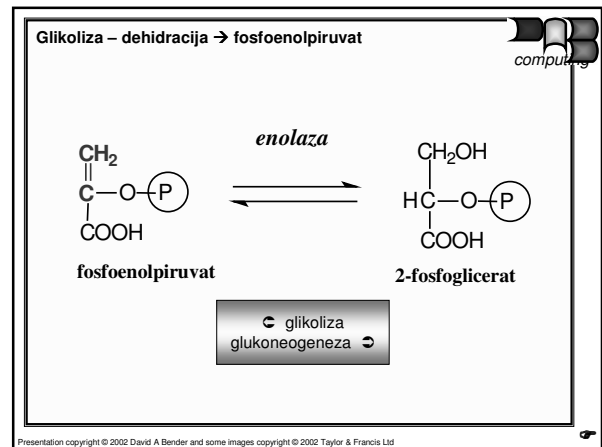 Glikoliza – dehidracija → fosfoenolpiruvat
computing
enolaza
CH2
C—O—P
COOH
fosfoenolpiruvat
CH2OH
HC—O—P
COOH
2-fosfoglicerat
➲ glikoliza
glukoneogeneza ➲
Presentation copyright © 2002 David A Bender and some images copyright © 2002 Taylor & Francis Ltd